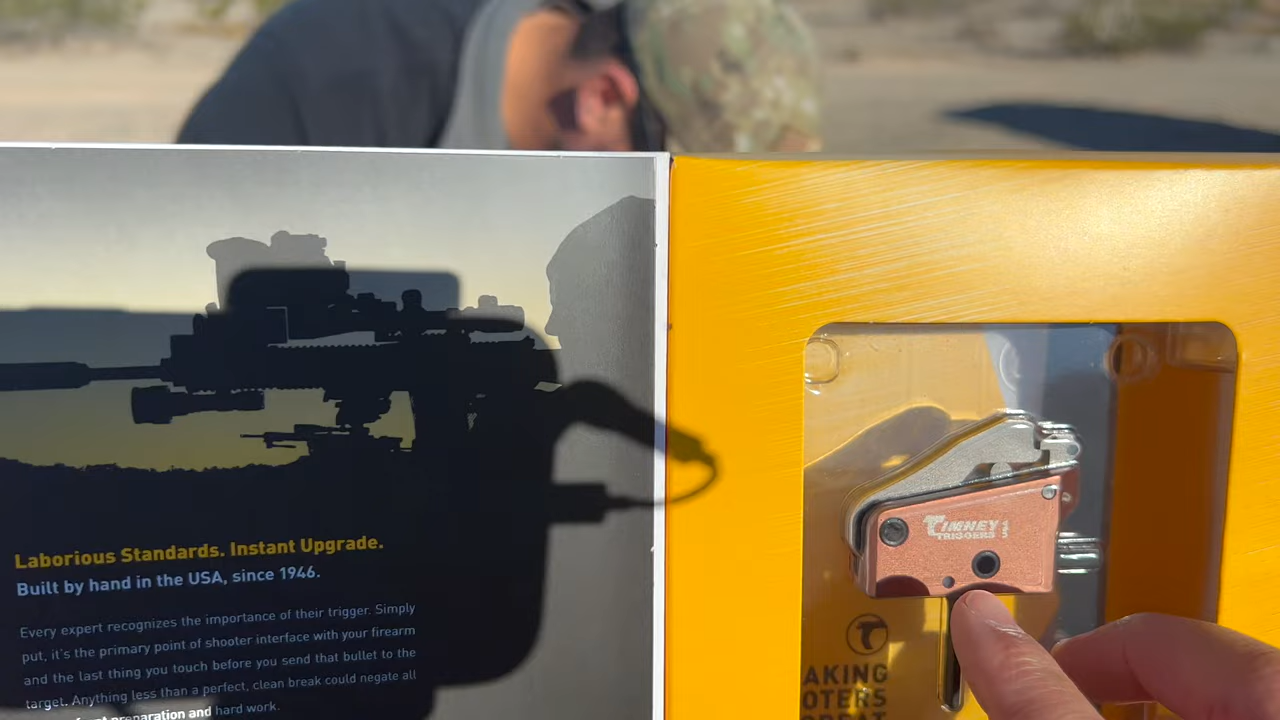 Laborious Standards. Instant Upgrade.
Built by hand in the USA, since 1946.
Every expert recognizes the importance of their trigger. Simply
put, it's the primary point of shooter interface with your firearm
and the last thing you touch before you send that bullet to the
target. Anything less than a perfect, clean break could negate all
preparation and hard work.
TIMNEY
TRIGGERS
AKING
OTERS